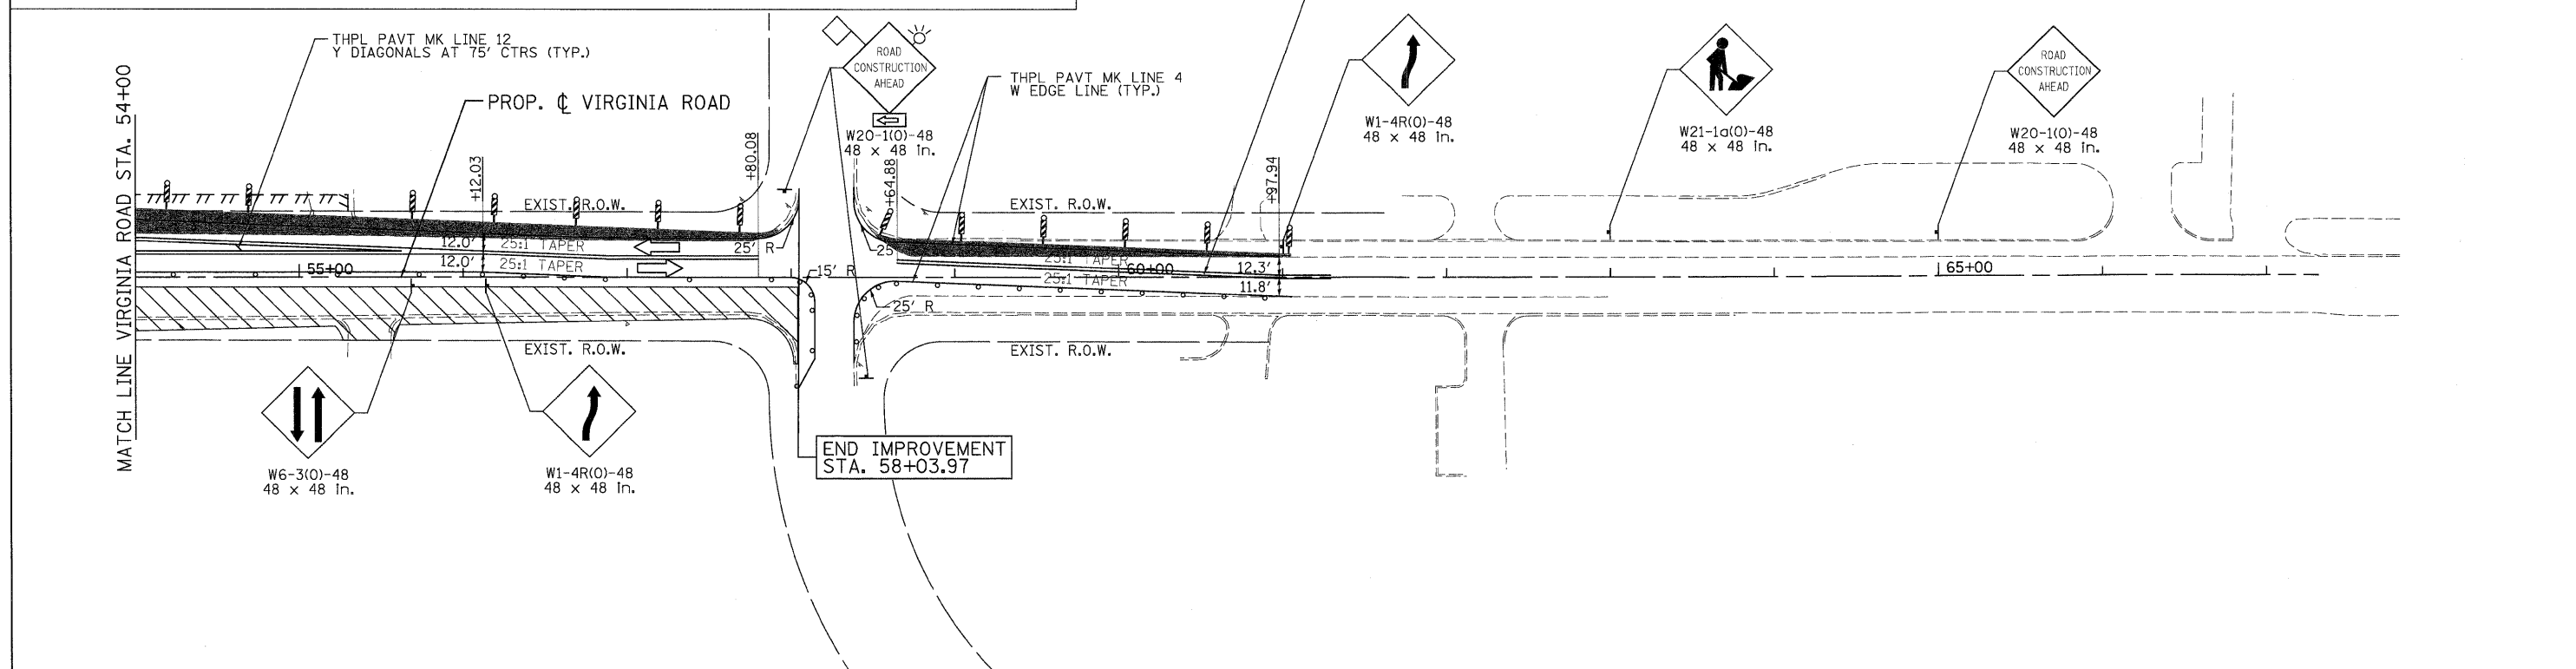 THPL PAVT MK LINE 12
Y DIAGONALS AT 75' CTRS (TYP.)
PROP. ℄ VIRGINIA ROAD
MATCH LINE VIRGINIA ROAD STA. 54+00
ROAD
CONSTRUCTION
AHEAD
W20-1(O)-48
48 x 48 In.
THPL PAVT MK LINE 4
W EDGE LINE (TYP.)
W1-4R(O)-48
48 x 48 In.
W21-1a(O)-48
48 x 48 In.
ROAD
CONSTRUCTION
AHEAD
W20-1(O)-48
48 x 48 In.
+12.03
+80.08
+64.88
+97.94
EXIST. R.O.W.
EXIST. R.O.W.
12.0' 25:1 TAPER
12.0' 25:1 TAPER
25' R
25'
25:1 TAPER
12.3'
25:1 TAPER
11.8'
55+00
60+00
65+00
15' R
25' R
EXIST. R.O.W.
EXIST. R.O.W.
W6-3(O)-48
48 x 48 In.
W1-4R(O)-48
48 x 48 In.
END IMPROVEMENT
STA. 58+03.97